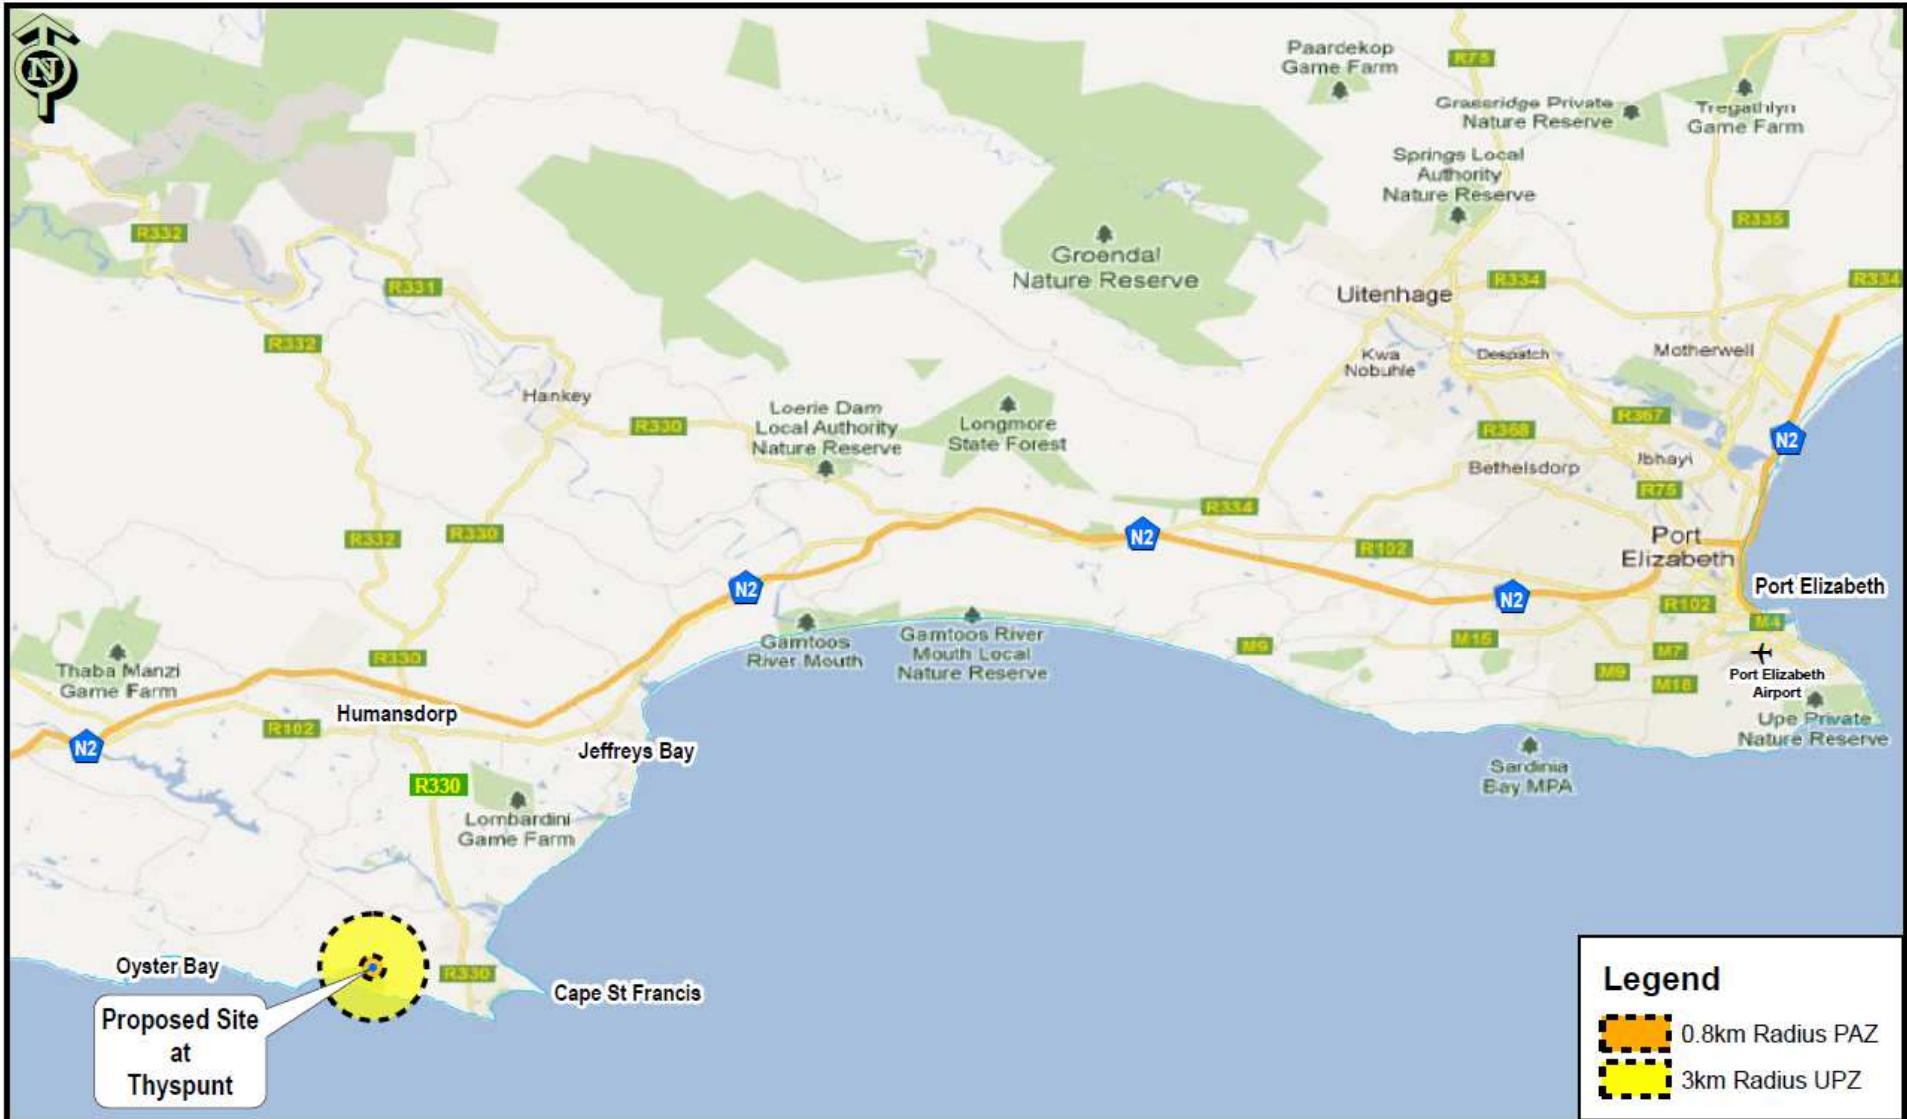 N
Paardekop
Game Farm
R75
Grassridge Private
Nature Reserve
Tregathlyn
Game Farm
Springs Local
Authority
Nature Reserve
R332
R335
Groendal
Nature Reserve
R331
Uitenhage
R334
R334
R332
Kwa
Nobuhle
Despatch
Motherwell
Hankey
R330
Loerie Dam
Local Authority
Nature Reserve
Longmore
State Forest
R367
R368
N2
Bethelsdorp
Ibhayi
R75
R332
R330
R334
N2
R102
Port
Elizabeth
N2
N2
Port Elizabeth
R102
M4
Gamtoos
River Mouth
Gamtoos River
Mouth Local
Nature Reserve
M9
M15
M7
R330
Thaba Manzi
Game Farm
M9
M18
Port Elizabeth
Airport
Upe Private
Nature Reserve
Humansdorp
R102
N2
Jeffreys Bay
Sardinia
Bay MPA
R330
Lombardini
Game Farm
Oyster Bay
R330
Cape St Francis
Proposed Site
at
Thyspunt
Legend
0.8km Radius PAZ
3km Radius UPZ